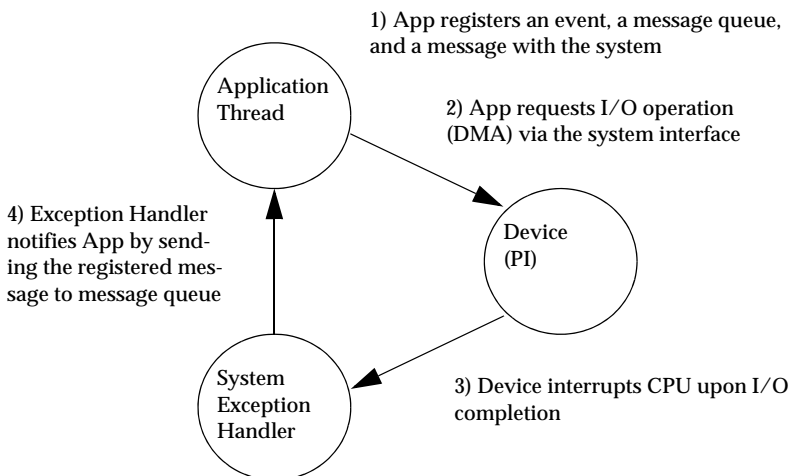 1) App registers an event, a message queue,
and a message with the system
Application
Thread
2) App requests I/O operation
(DMA) via the system interface
4) Exception Handler
notifies App by send-
ing the registered mes-
sage to message queue
Device
(PI)
System
Exception
Handler
3) Device interrupts CPU upon I/O
completion